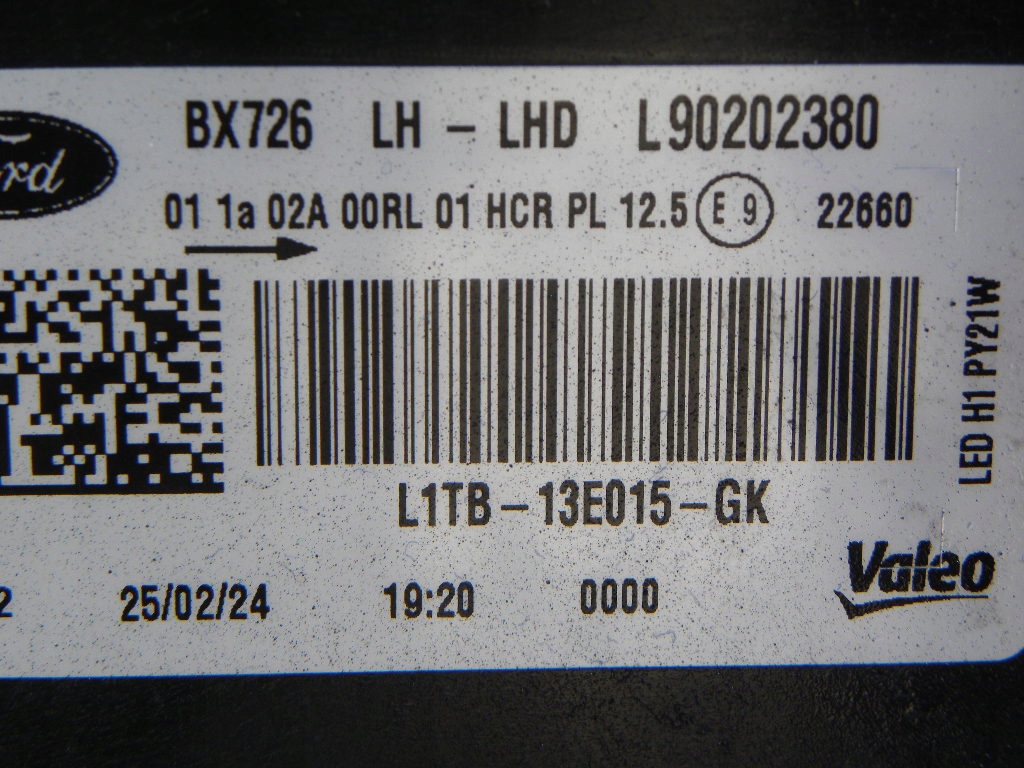 BX726 LH - LHD L90202380
01 1a 02A 00RL 01 HCR PL 12.5 E 9 22660
LED H1 PY21W
L1TB-13E015-GK
Valeo
2 25/02/24 19:20 0000